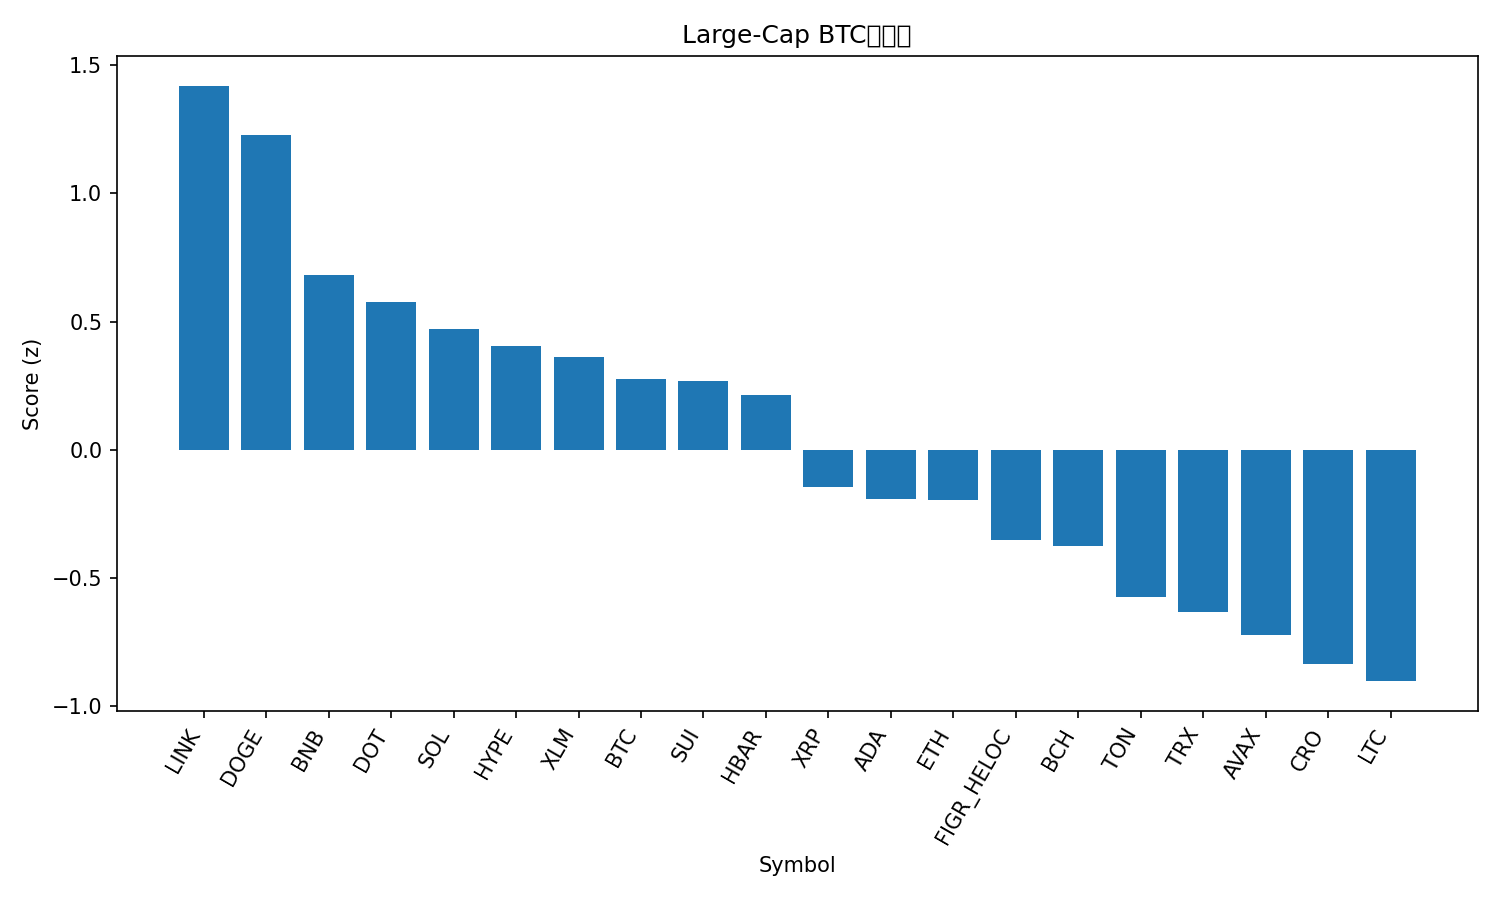 Large-Cap BTC
1.5
1.0
0.5
0.0
−0.5
−1.0
Score (z)
LINK
DOGE
BNB
DOT
SOL
HYPE
XLM
BTC
SUI
HBAR
XRP
ADA
ETH
FIGR_HELOC
BCH
TON
TRX
AVAX
CRO
LTC
Symbol